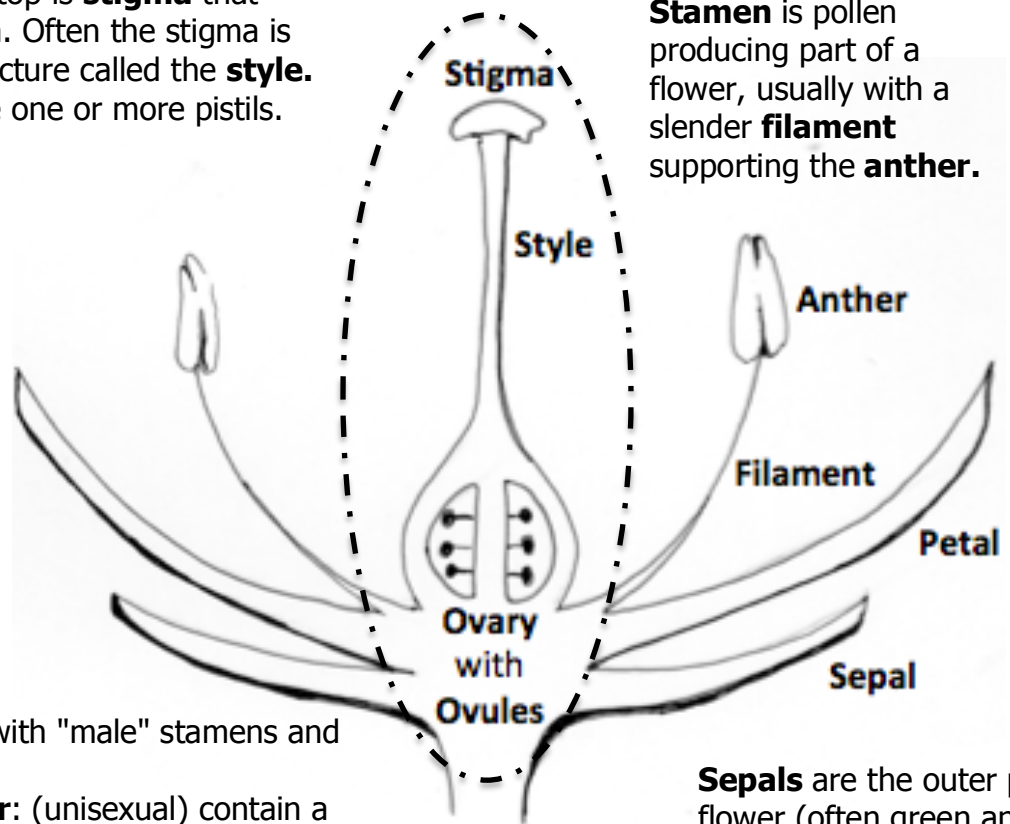 top is stigma that
. Often the stigma is
cture called the style.
one or more pistils.
Stamen is pollen
producing part of a
flower, usually with a
slender filament
supporting the anther.
Stigma
Style
Anther
Filament
Petal
Ovary
with
Ovules
Sepal
with "male" stamens and
r: (unisexual) contain a
Sepals are the outer p
flower (often green an